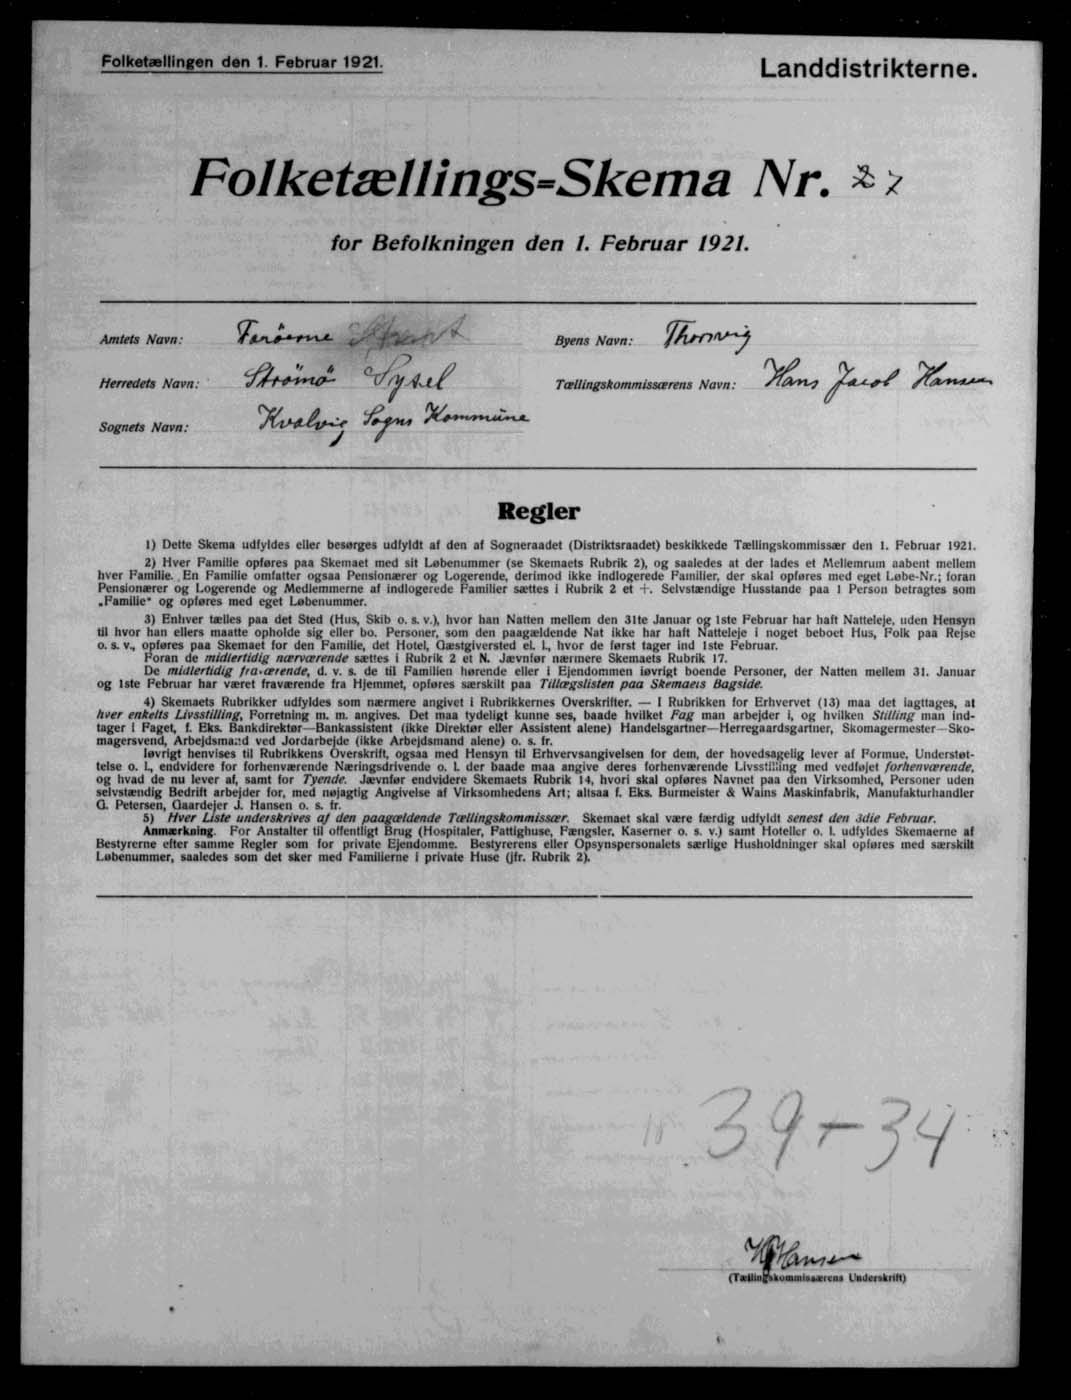 Folketællingen den 1. Februar 1921.
Landdistrikterne.
Folketællings=Skema Nr. 7
for Befolkningen den 1. Februar 1921.
Amtets Navn: Færöerne
Byens Navn: Thorsvig
Herredets Navn: Strömö Sysel
Tællingskommissærens Navn: Hans Jacob Hansen
Sognets Navn: Kvalvig Sogns Kommune
Regler
1) Dette Skema udfyldes eller besørges udfyldt af den af Sogneraadet (Distriktsraadet) beskikkede Tællingskommissær den 1. Februar 1921.
2) Hver Familie opføres paa Skemaet med sit Løbenummer (se Skemaets Rubrik 2), og saaledes at der lades et Mellemrum aabent mellem
hver Familie. En Familie omfatter ogsaa Pensionærer og Logerende, derimod ikke indlogerede Familier, der skal opføres med eget Løbe-Nr.; foran
Pensionærer og Logerende og Medlemmerne af indlogerede Familier sættes i Rubrik 2 et +. Selvstændige Husstande paa 1 Person betragtes som
„Familie“ og opføres med eget Løbenummer.
3) Enhver tælles paa det Sted (Hus, Skib o. s. v.), hvor han Natten mellem den 31te Januar og 1ste Februar har haft Natteleje, uden Hensyn
til hvor han ellers maatte opholde sig eller bo. Personer, som den paagældende Nat ikke har haft Natteleje i noget beboet Hus, Folk paa Rejse
o. s. v., opføres paa Skemaet for den Familie, det Hotel, Gæstgiversted el. l., hvor de først tager ind 1ste Februar.
Foran de midlertidig nærværende sættes i Rubrik 2 et N. Jævnfør nærmere Skemaets Rubrik 17.
De midlertidig fraværende, d. v. s. de til Familien hørende eller i Ejendommen iøvrigt boende Personer, der Natten mellem 31. Januar
og 1ste Februar har været fraværende fra Hjemmet, opføres særskilt paa Tillægslisten paa Skemaets Bagside.
4) Skemaets Rubrikker udfyldes som nærmere angivet i Rubrikkernes Overskrifter. — I Rubrikken for Erhvervet (13) maa det iagttages, at
hver enkelts Livsstilling, Forretning m. m. angives. Det maa tydeligt kunne ses, baade hvilket Fag man arbejder i, og hvilken Stilling man ind-
tager i Faget, f. Eks. Bankdirektør—Bankassistent (ikke Direktør eller Assistent alene) Handelsgartner—Herregaardsgartner, Skomagermester—Sko-
magersvend, Arbejdsmand ved Jordarbejde (ikke Arbejdsmand alene) o. s. fr.
Iøvrigt henvises til Rubrikkens Overskrift, ogsaa med Hensyn til Erhvervsangivelsen for dem, der hovedsagelig lever af Formue, Understøt-
telse o. l., endvidere for forhenværende Næringsdrivende o. l. der baade maa angive deres forhenværende Livsstilling med vedføjet forhenværende,
og hvad de nu lever af, samt for Tyende. Jævnfør endvidere Skemaets Rubrik 14, hvori skal opføres Navnet paa den Virksomhed, Personer uden
selvstændig Bedrift arbejder for, med nøjagtig Angivelse af Virksomhedens Art; altsaa f. Eks. Burmeister & Wains Maskinfabrik, Manufakturhandler
G. Petersen, Gaardejer J. Hansen o. s. fr.
5) Hver Liste underskrives af den paagældende Tællingskommissær. Skemaet skal være færdig udfyldt senest den 3die Februar.
Anmærkning. For Anstalter til offentligt Brug (Hospitaler, Fattighuse, Fængsler, Kaserner o. s. v.) samt Hoteller o. l. udfyldes Skemaerne af
Bestyrerne efter samme Regler som for private Ejendomme. Bestyrerens eller Opsynspersonalets særlige Husholdninger skal opføres med særskilt
Løbenummer, saaledes som det sker med Familierne i private Huse (jfr. Rubrik 2).
39+34
HJHansen
(Tællingskommissærens Underskrift)